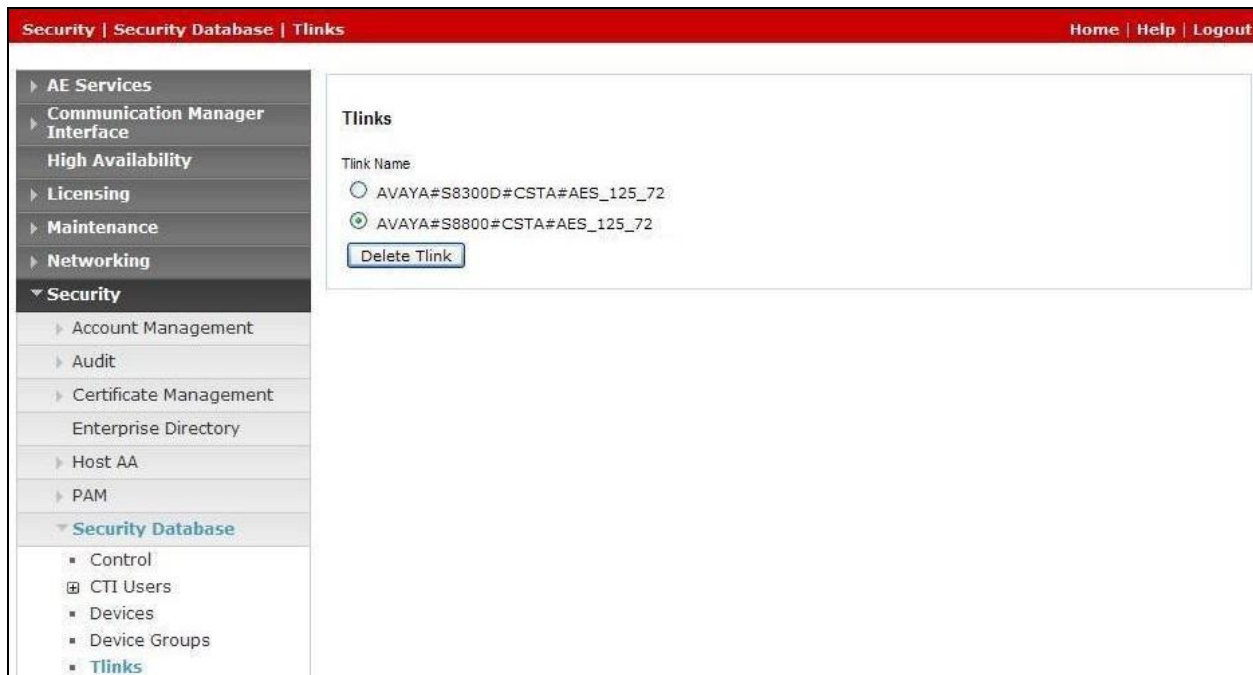 Security | Security Database | Tlinks
Home | Help | Logout
AE Services
Communication Manager
Interface
High Availability
Licensing
Maintenance
Networking
Security
Account Management
Audit
Certificate Management
Enterprise Directory
Host AA
PAM
Security Database
Control
CTI Users
Devices
Device Groups
Tlinks
Tlinks
Tlink Name
AVAYA#S8300D#CSTA#AES_125_72
AVAYA#S8800#CSTA#AES_125_72
Delete Tlink